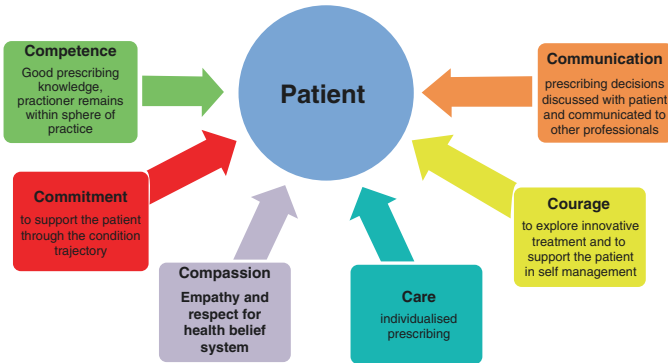 Patient
Competence
Good prescribing
knowledge,
practioner remains
within sphere of
practice
Commitment
to support the patient
through the condition
trajectory
Compassion
Empathy and
respect for
health belief
system
Care
individualised
prescribing
Courage
to explore innovative
treatment and to
support the patient
in self management
Communication
prescribing decisions
discussed with patient
and communicated to
other professionals